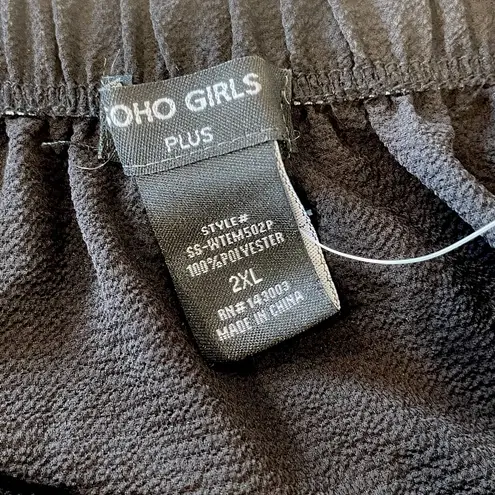 OHO GIRLS
PLUS
STYLE#
SS-WTEM502P
100%POLYESTER
2XL
RN#143003
MADE IN CHINA